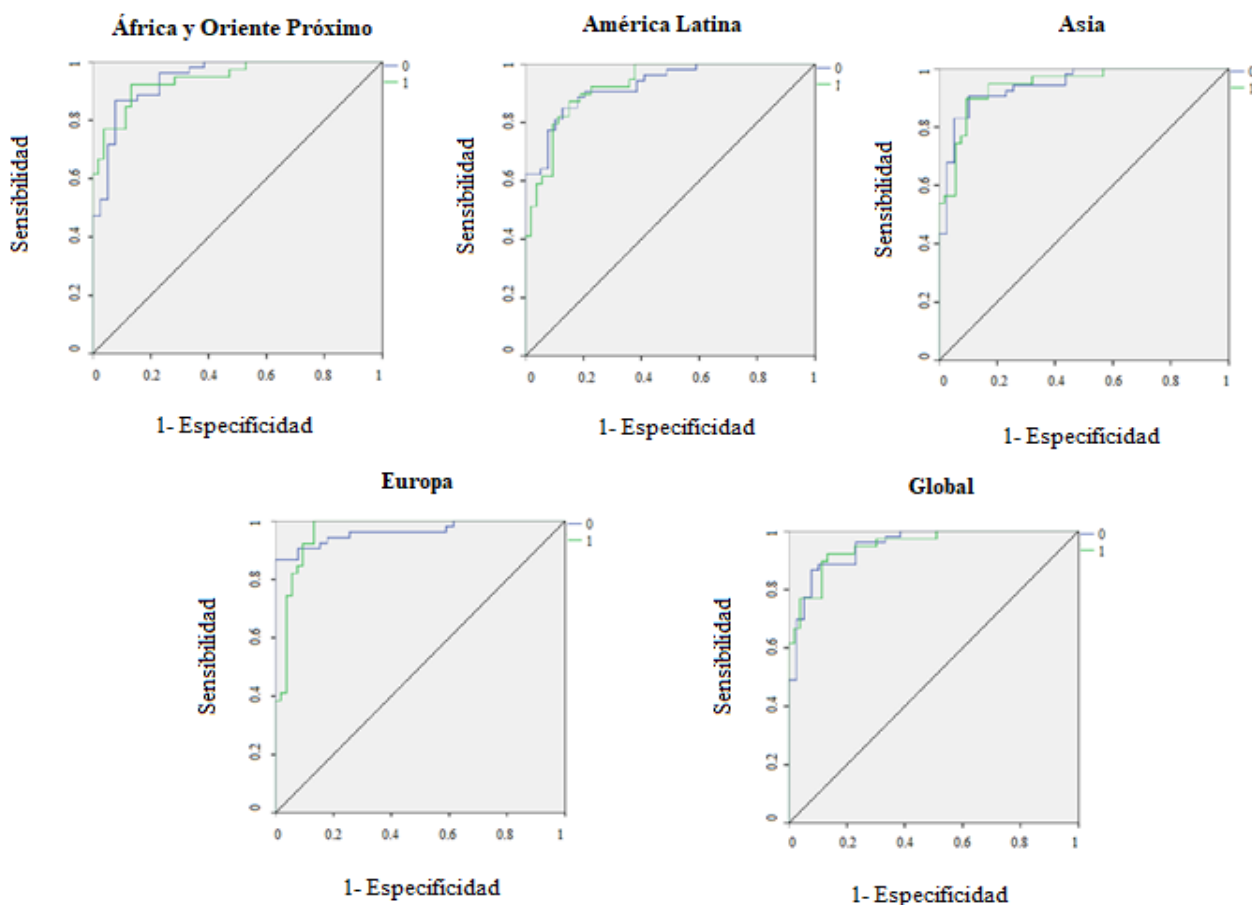 África y Oriente Próximo
0
1
Sensibilidad
0 0.2 0.4 0.6 0.8 1
0 0.2 0.4 0.6 0.8 1
1- Especificidad
América Latina
0
1
Sensibilidad
0 0.2 0.4 0.6 0.8 1
0 0.2 0.4 0.6 0.8 1
1- Especificidad
Asia
0
1
Sensibilidad
0 0.2 0.4 0.6 0.8 1
0 0.2 0.4 0.6 0.8 1
1- Especificidad
Europa
0
1
Sensibilidad
0 0.2 0.4 0.6 0.8 1
0 0.2 0.4 0.6 0.8 1
1- Especificidad
Global
0
1
Sensibilidad
0 0.2 0.4 0.6 0.8 1
0 0.2 0.4 0.6 0.8 1
1- Especificidad